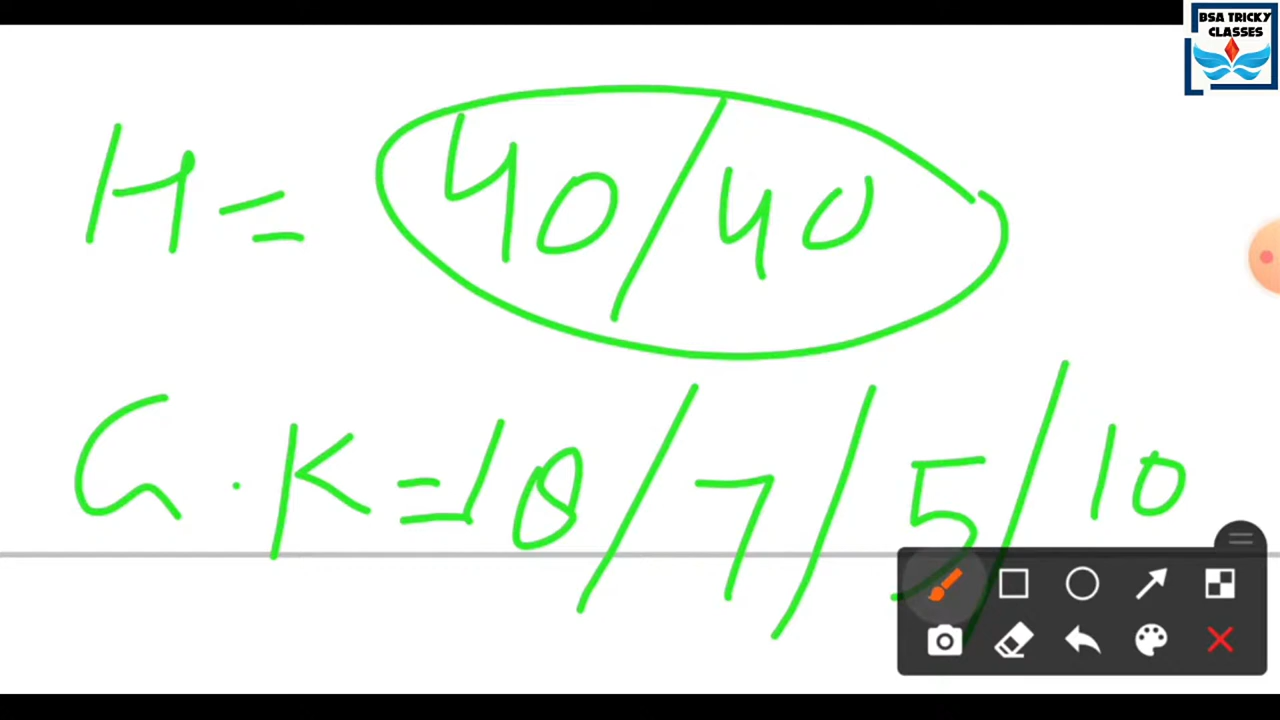 BSA TRICKY
CLASSES
H = 40/40
G.K = 10/7/5/10